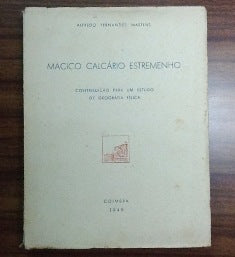 ALFREDO FERNANDES MARTINS
MACIÇO CALCÁRIO ESTREMENHO
CONTRIBUIÇÃO PARA UM ESTUDO
DE GEOGRAFIA FÍSICA
COIMBRA
1949